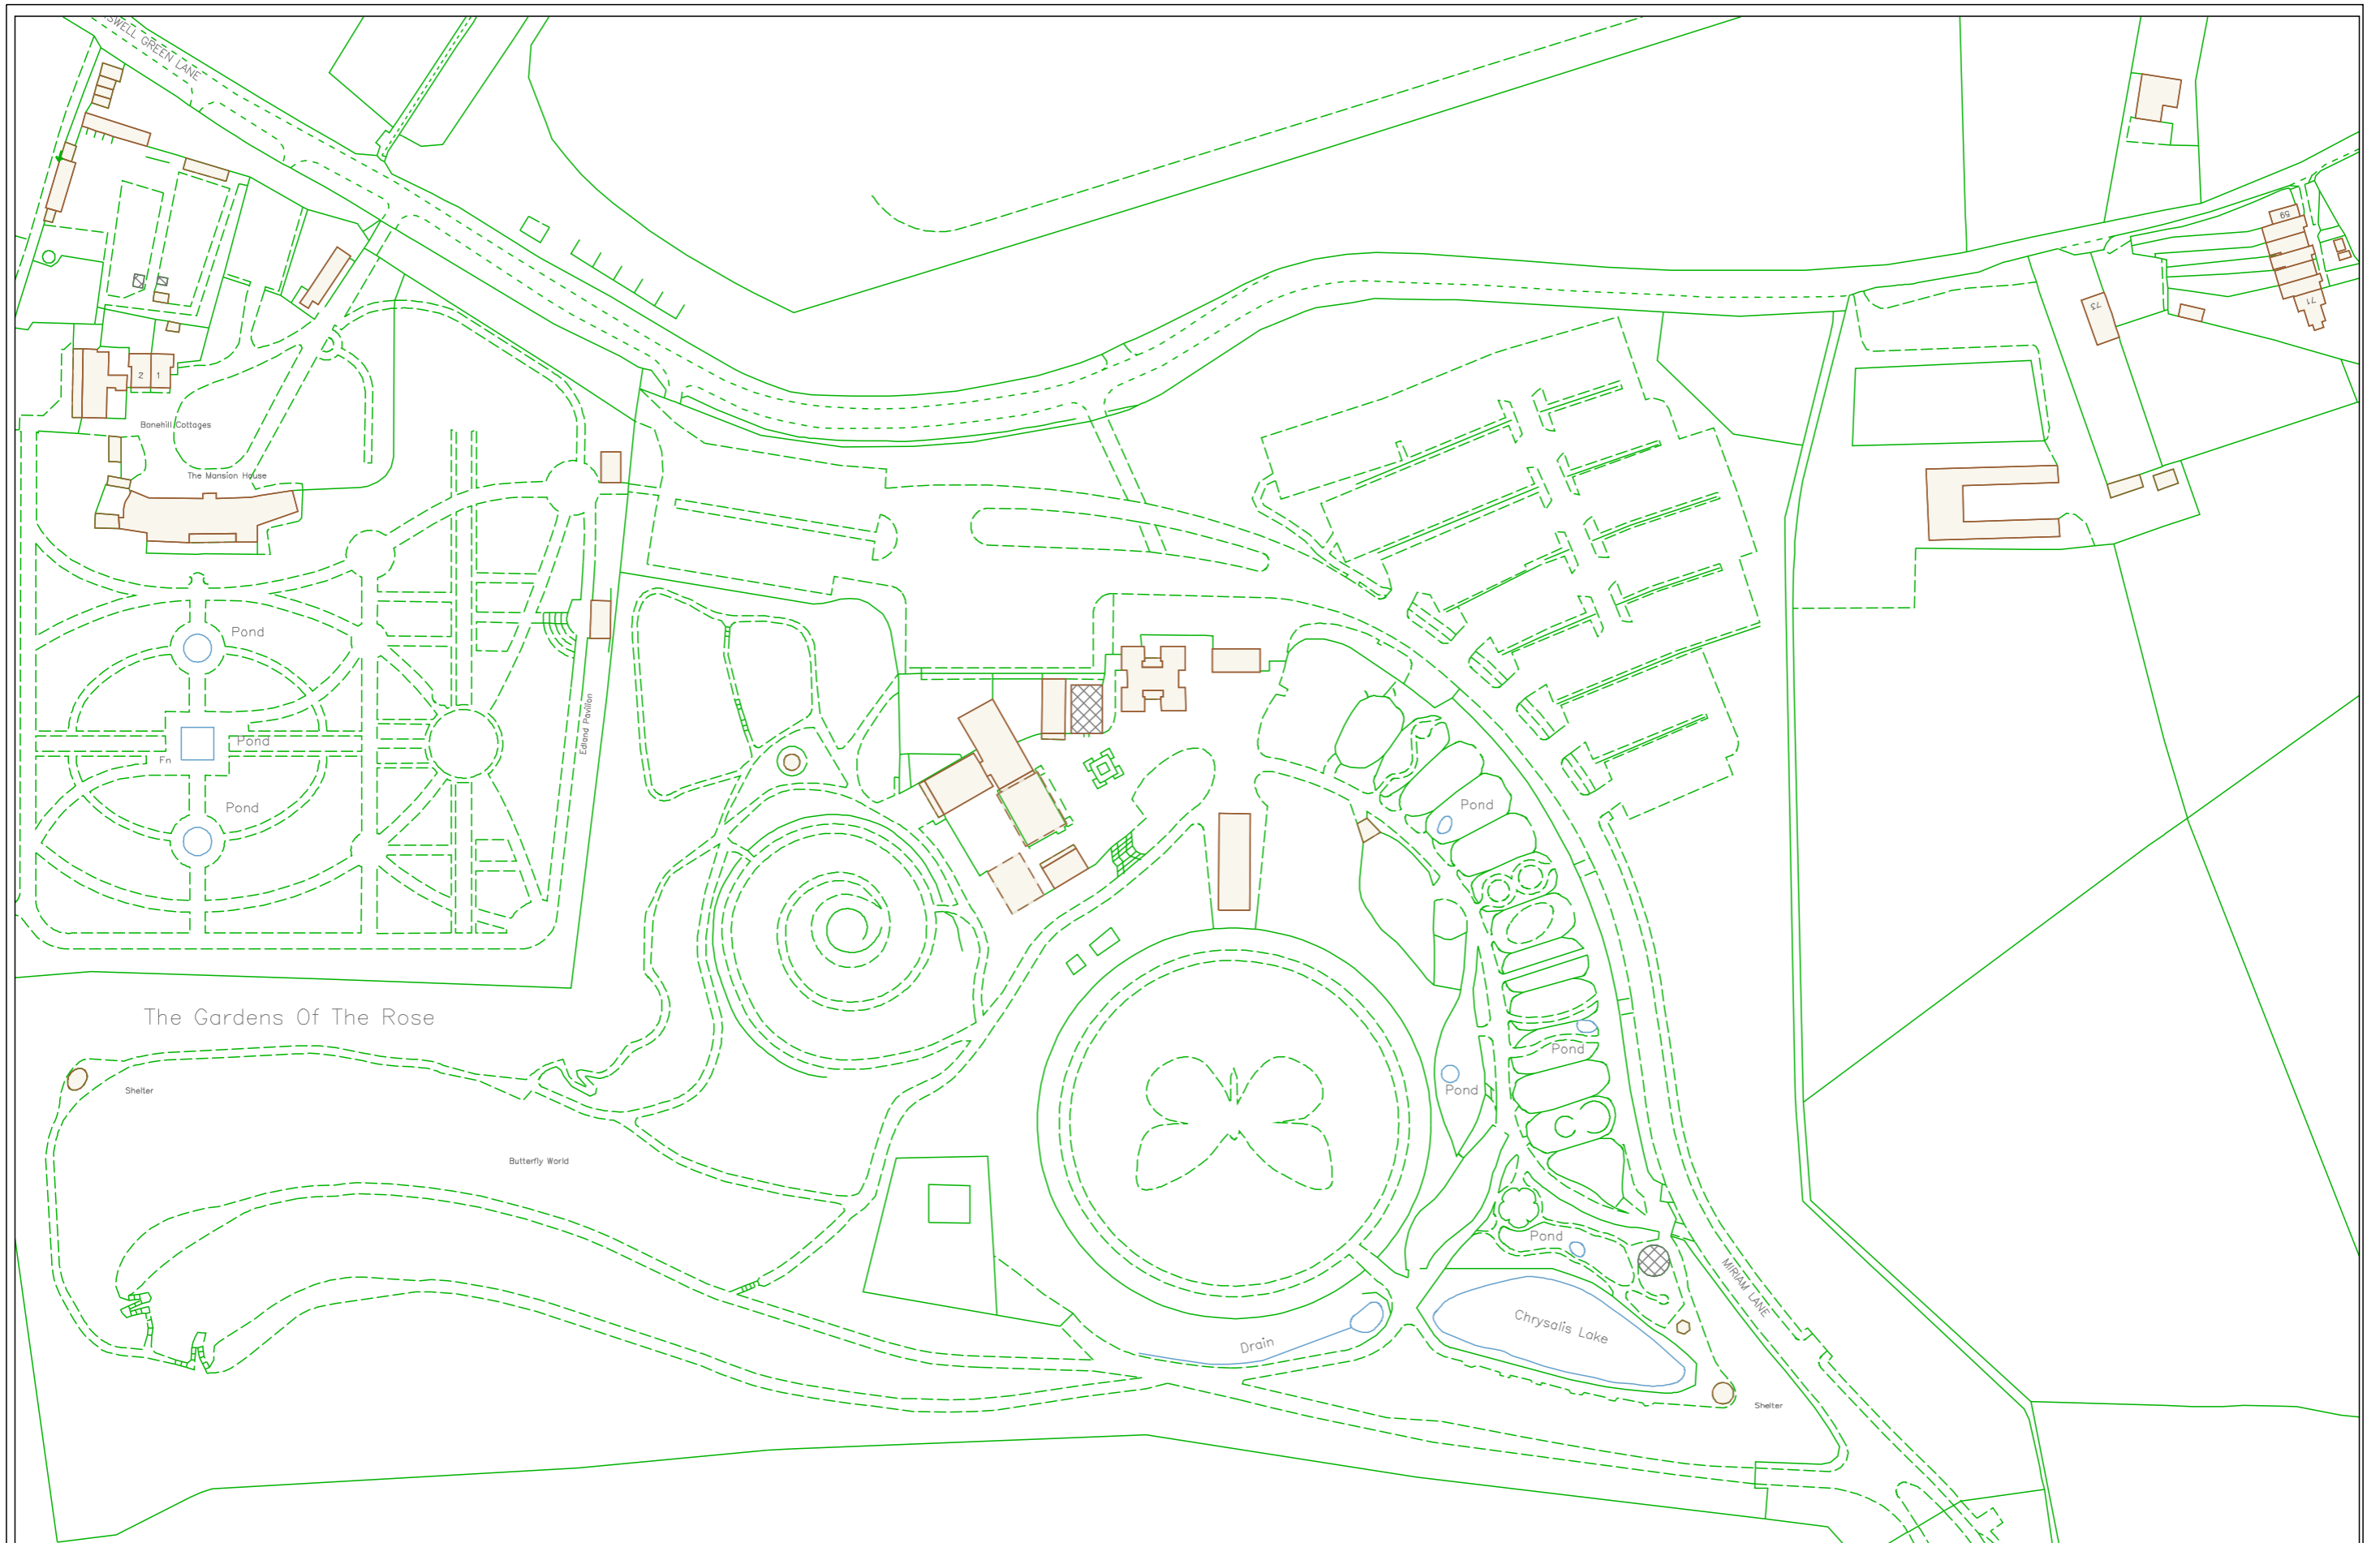 SWELL GREEN LANE
59
71
73
2
1
Bonehill Cottages
The Mansion House
Pond
Edland Pavilion
Pond
Fn
Pond
Pond
The Gardens Of The Rose
Pond
Pond
Shelter
Butterfly World
Pond
MIRIAM LANE
Chrysalis Lake
Drain
Shelter